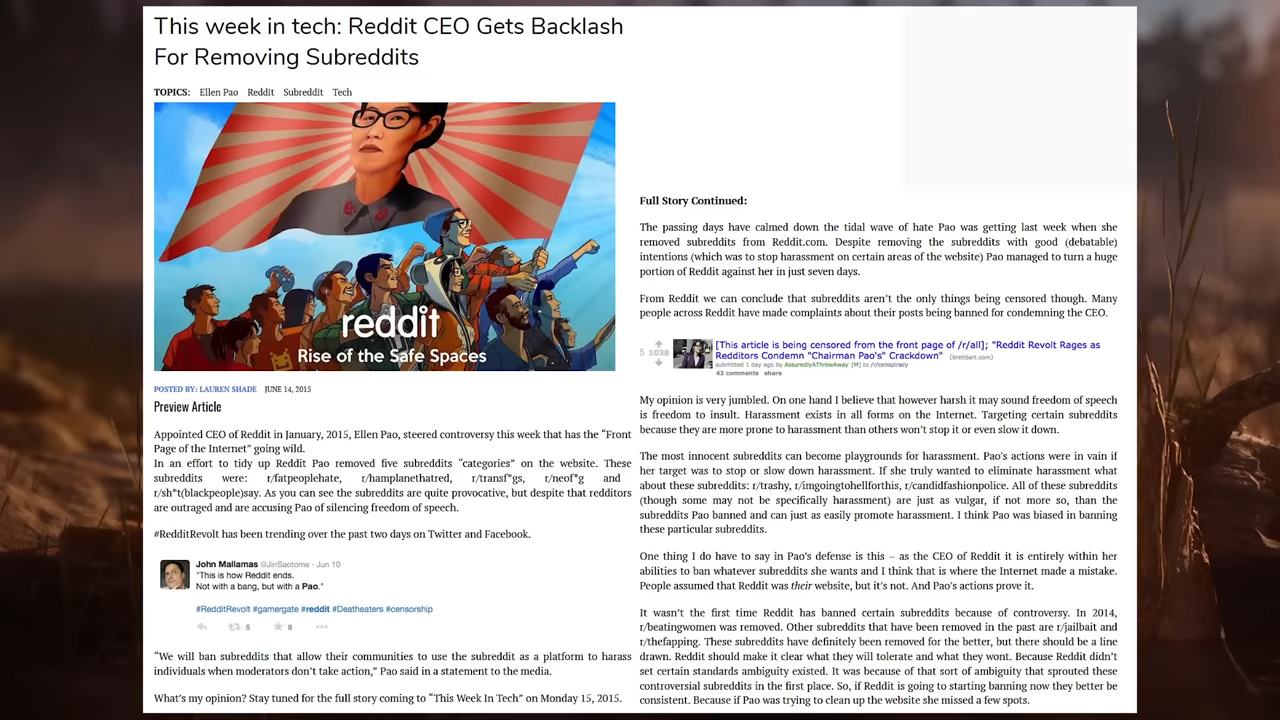 This week in tech: Reddit CEO Gets Backlash
For Removing Subreddits
TOPICS: Ellen Pao Reddit Subreddit Tech
reddit
Rise of the Safe Spaces
POSTED BY: LAUREN SHADE JUNE 14, 2015
Preview Article
Appointed CEO of Reddit in January, 2015, Ellen Pao, steered controversy this week that has the “Front
Page of the Internet” going wild.
In an effort to tidy up Reddit Pao removed five subreddits “categories” on the website. These
subreddits were: r/fatpeoplehate, r/hamplanethatred, r/transf*gs, r/neof*g and
r/sh*t(blackpeople)say. As you can see the subreddits are quite provocative, but despite that redditors
are outraged and are accusing Pao of silencing freedom of speech.
#RedditRevolt has been trending over the past two days on Twitter and Facebook.
John Mallamas @JinSaotome · Jun 10
"This is how Reddit ends.
Not with a bang, but with a Pao."
#RedditRevolt #gamergate #reddit #Deatheaters #censorship
5 8
“We will ban subreddits that allow their communities to use the subreddit as a platform to harass
individuals when moderators don’t take action,” Pao said in a statement to the media.
What’s my opinion? Stay tuned for the full story coming to “This Week In Tech” on Monday 15, 2015.
Full Story Continued:
The passing days have calmed down the tidal wave of hate Pao was getting last week when she
removed subreddits from Reddit.com. Despite removing the subreddits with good (debatable)
intentions (which was to stop harassment on certain areas of the website) Pao managed to turn a huge
portion of Reddit against her in just seven days.
From Reddit we can conclude that subreddits aren’t the only things being censored though. Many
people across Reddit have made complaints about their posts being banned for condemning the CEO.
5 1038 [This article is being censored from the front page of /r/all]; "Reddit Revolt Rages as
Redditors Condemn "Chairman Pao's" Crackdown" (breitbart.com)
submitted 1 day ago by AssuredlyAThrowAway [M] to /r/conspiracy
43 comments share
My opinion is very jumbled. On one hand I believe that however harsh it may sound freedom of speech
is freedom to insult. Harassment exists in all forms on the Internet. Targeting certain subreddits
because they are more prone to harassment than others won’t stop it or even slow it down.
The most innocent subreddits can become playgrounds for harassment. Pao’s actions were in vain if
her target was to stop or slow down harassment. If she truly wanted to eliminate harassment what
about these subreddits: r/trashy, r/imgoingtohellforthis, r/candidfashionpolice. All of these subreddits
(though some may not be specifically harassment) are just as vulgar, if not more so, than the
subreddits Pao banned and can just as easily promote harassment. I think Pao was biased in banning
these particular subreddits.
One thing I do have to say in Pao’s defense is this – as the CEO of Reddit it is entirely within her
abilities to ban whatever subreddits she wants and I think that is where the Internet made a mistake.
People assumed that Reddit was their website, but it’s not. And Pao’s actions prove it.
It wasn’t the first time Reddit has banned certain subreddits because of controversy. In 2014,
r/beatingwomen was removed. Other subreddits that have been removed in the past are r/jailbait and
r/thefapping. These subreddits have definitely been removed for the better, but there should be a line
drawn. Reddit should make it clear what they will tolerate and what they wont. Because Reddit didn’t
set certain standards ambiguity existed. It was because of that sort of ambiguity that sprouted these
controversial subreddits in the first place. So, if Reddit is going to starting banning now they better be
consistent. Because if Pao was trying to clean up the website she missed a few spots.